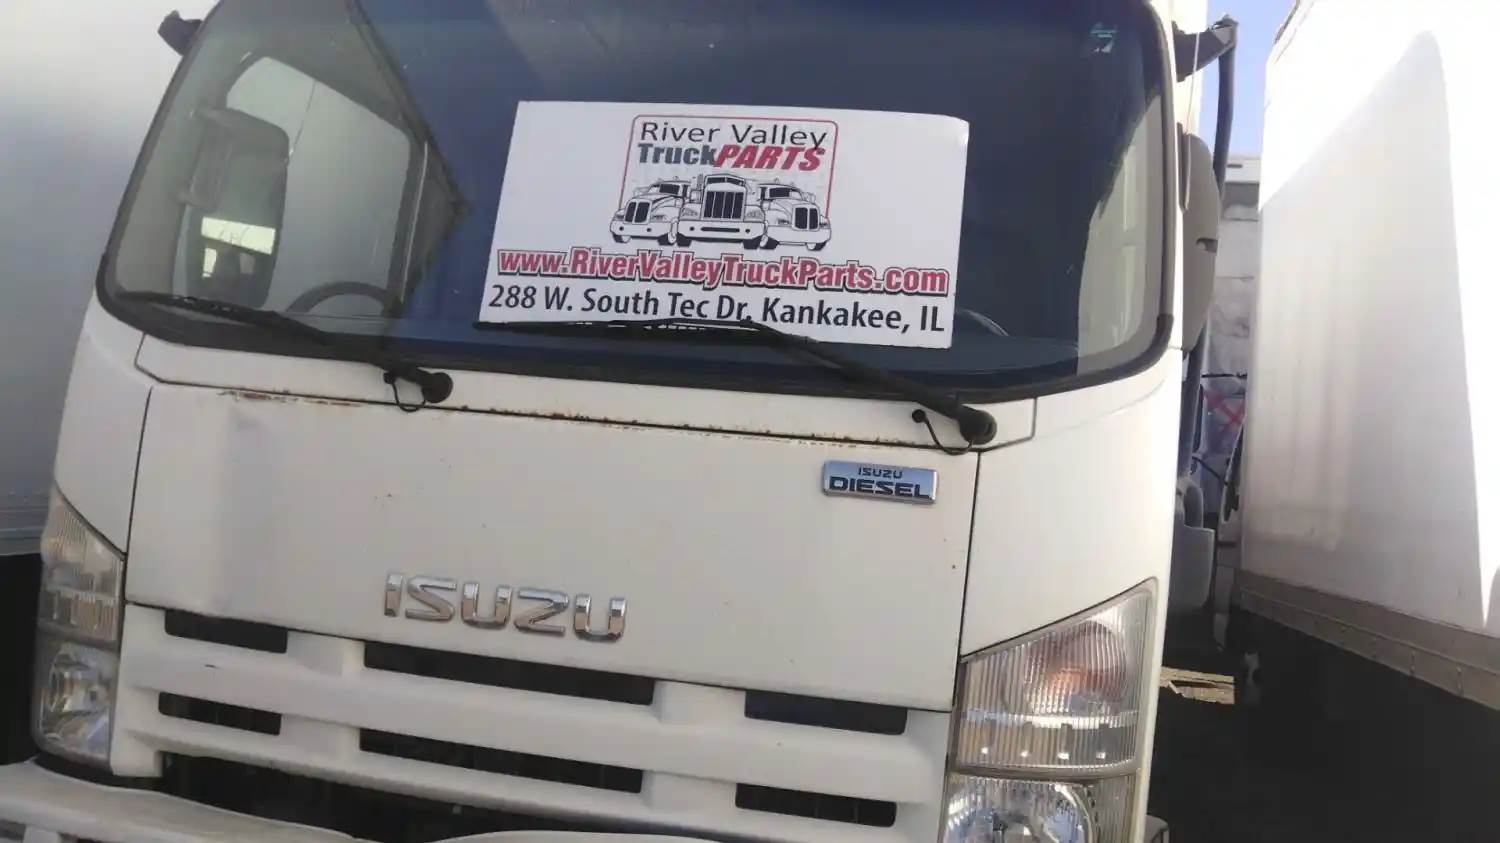 River Valley
TruckPARTS
www.RiverValleyTruckParts.com
288 W. South Tec Dr. Kankakee, IL
ISUZU
DIESEL
ISUZU